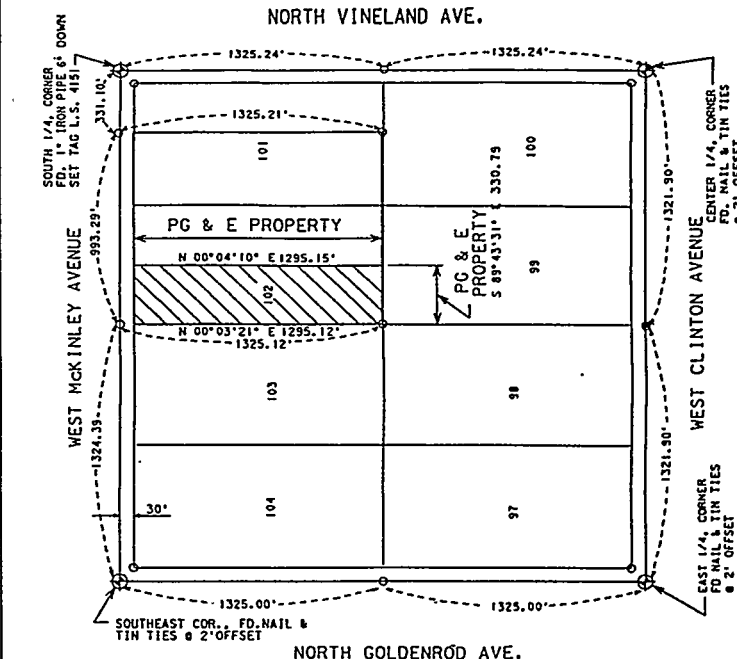 NORTH VINELAND AVE.
1325.24'
1325.24'
SOUTH 1/4, CORNER
FD. 1" IRON PIPE 6" DOWN
SET TAG L.S. 4151
331.10'
1325.21'
101
100
CENTER 1/4, CORNER
FD. NAIL & TIN TIES
@ 2' OFFSET
1321.90'
993.29'
PG & E PROPERTY
PG & E
PROPERTY
S 89°43'31" E 330.75
WEST McKINLEY AVENUE
WEST CLINTON AVENUE
N 00°04'10" E 1295.15'
102
99
N 00°03'21" E 1295.12'
1325.12'
1324.39
103
98
1321.90'
30'
104
97
EAST 1/4, CORNER
FD NAIL & TIN TIES
@ 2' OFFSET
1325.00'
1325.00'
SOUTHEAST COR., FD.NAIL &
TIN TIES @ 2'OFFSET
NORTH GOLDENROD AVE.